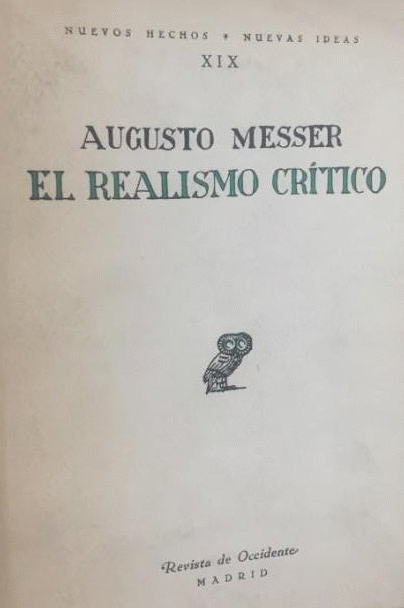 NUEVOS HECHOS * NUEVAS IDEAS
XIX
AUGUSTO MESSER
EL REALISMO CRÍTICO
Revista de Occidente
MADRID